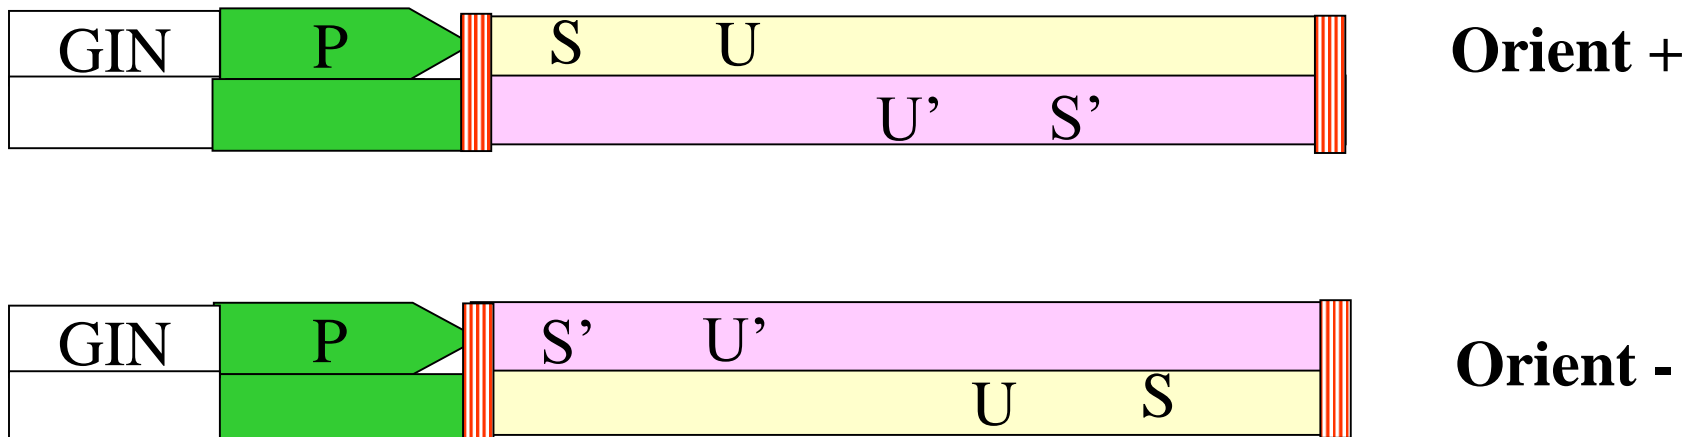 GIN P S U Orient +
U’ S’
GIN P S’ U’ Orient -
U S